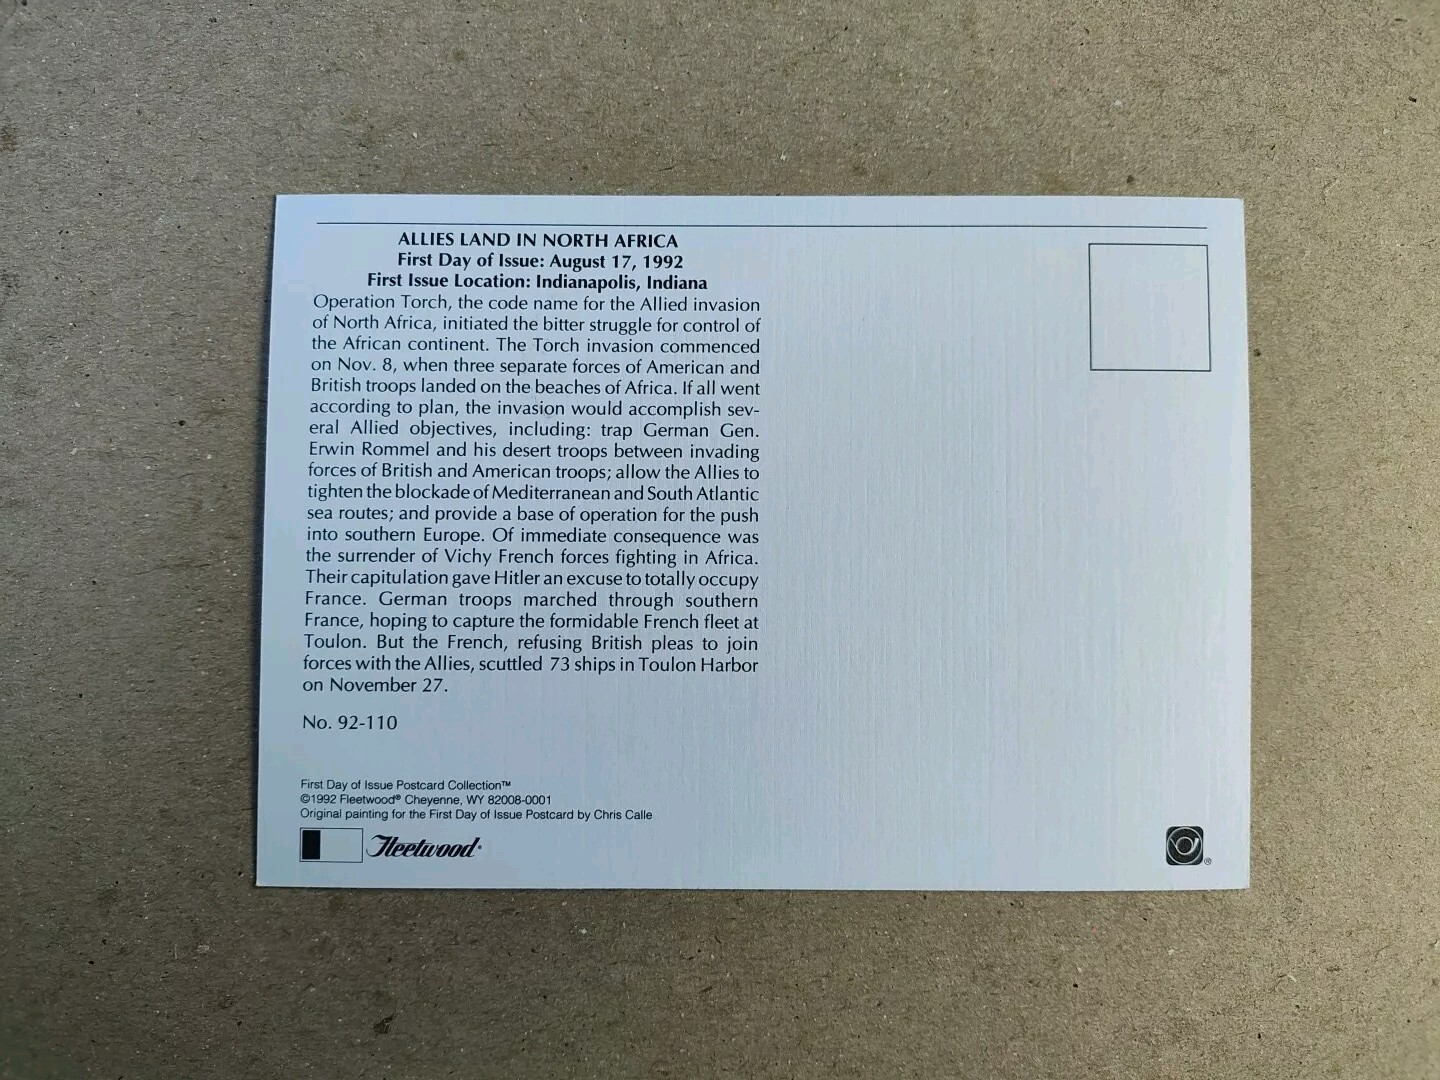 ALLIES LAND IN NORTH AFRICA
First Day of Issue: August 17, 1992
First Issue Location: Indianapolis, Indiana
Operation Torch, the code name for the Allied invasion
of North Africa, initiated the bitter struggle for control of
the African continent. The Torch invasion commenced
on Nov. 8, when three separate forces of American and
British troops landed on the beaches of Africa. If all went
according to plan, the invasion would accomplish sev-
eral Allied objectives, including: trap German Gen.
Erwin Rommel and his desert troops between invading
forces of British and American troops; allow the Allies to
tighten the blockade of Mediterranean and South Atlantic
sea routes; and provide a base of operation for the push
into southern Europe. Of immediate consequence was
the surrender of Vichy French forces fighting in Africa.
Their capitulation gave Hitler an excuse to totally occupy
France. German troops marched through southern
France, hoping to capture the formidable French fleet at
Toulon. But the French, refusing British pleas to join
forces with the Allies, scuttled 73 ships in Toulon Harbor
on November 27.
No. 92-110
First Day of Issue Postcard Collection™
©1992 Fleetwood® Cheyenne, WY 82008-0001
Original painting for the First Day of Issue Postcard by Chris Calle
Fleetwood®
®